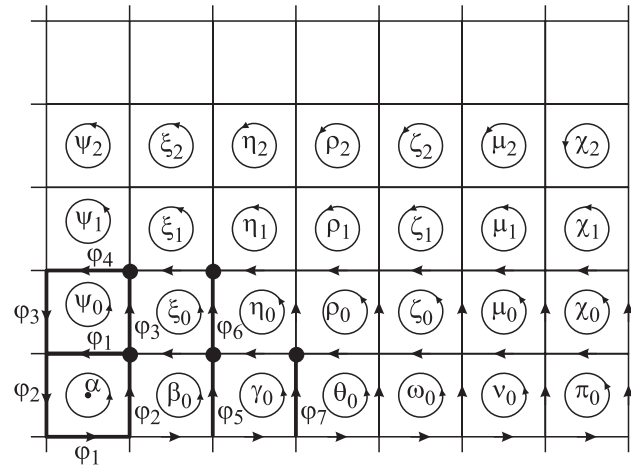 ψ₂ ξ₂ η₂ ρ₂ ζ₂ μ₂ χ₂
ψ₁ ξ₁ η₁ ρ₁ ζ₁ μ₁ χ₁
φ₄
φ₃ ψ₀ φ₃ ξ₀ φ₆ η₀ ρ₀ ζ₀ μ₀ χ₀
φ₁
φ₂ α φ₂ β₀ φ₅ γ₀ φ₇ θ₀ ω₀ ν₀ π₀
φ₁